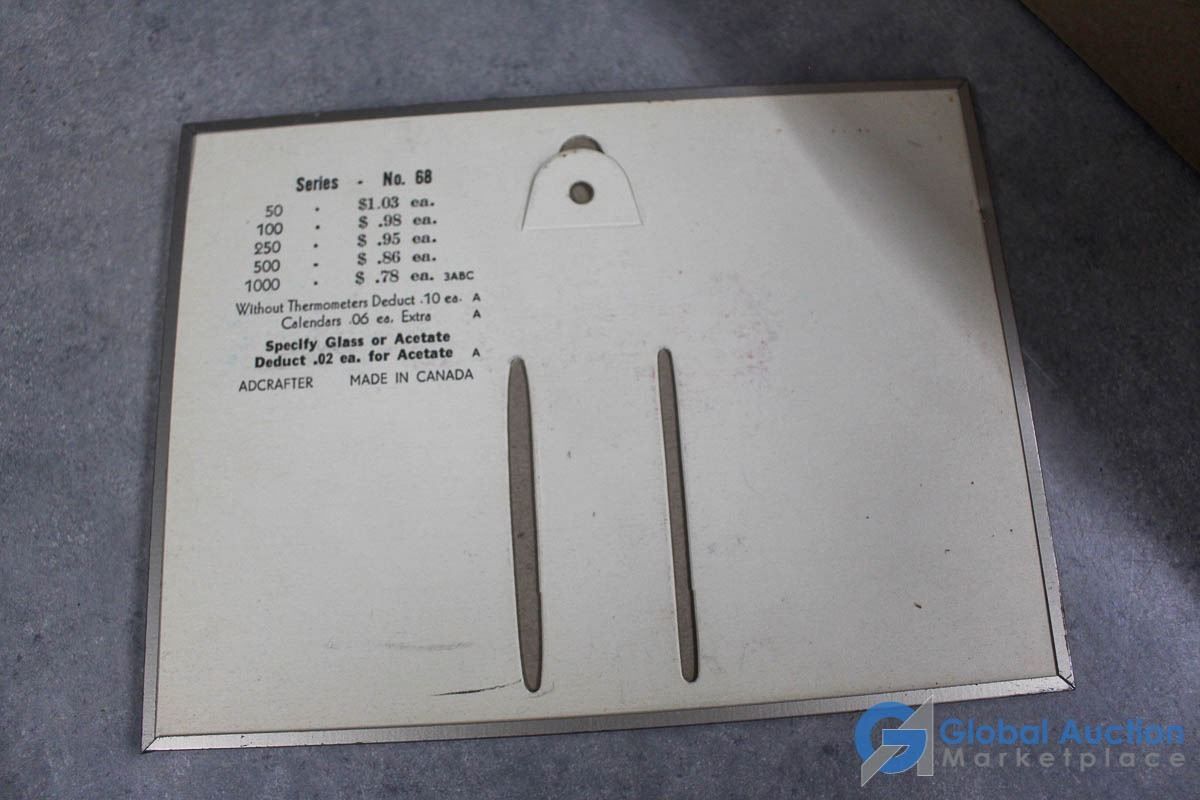 Series - No. 68
50 - $1.03 ea.
100 - $ .98 ea.
250 - $ .95 ea.
500 - $ .86 ea.
1000 - $ .78 ea. 3ABC
Without Thermometers Deduct .10 ea. A
Calendars .06 ea. Extra A
Specify Glass or Acetate
Deduct .02 ea. for Acetate A
ADCRAFTER MADE IN CANADA
Global Auction
Marketplace